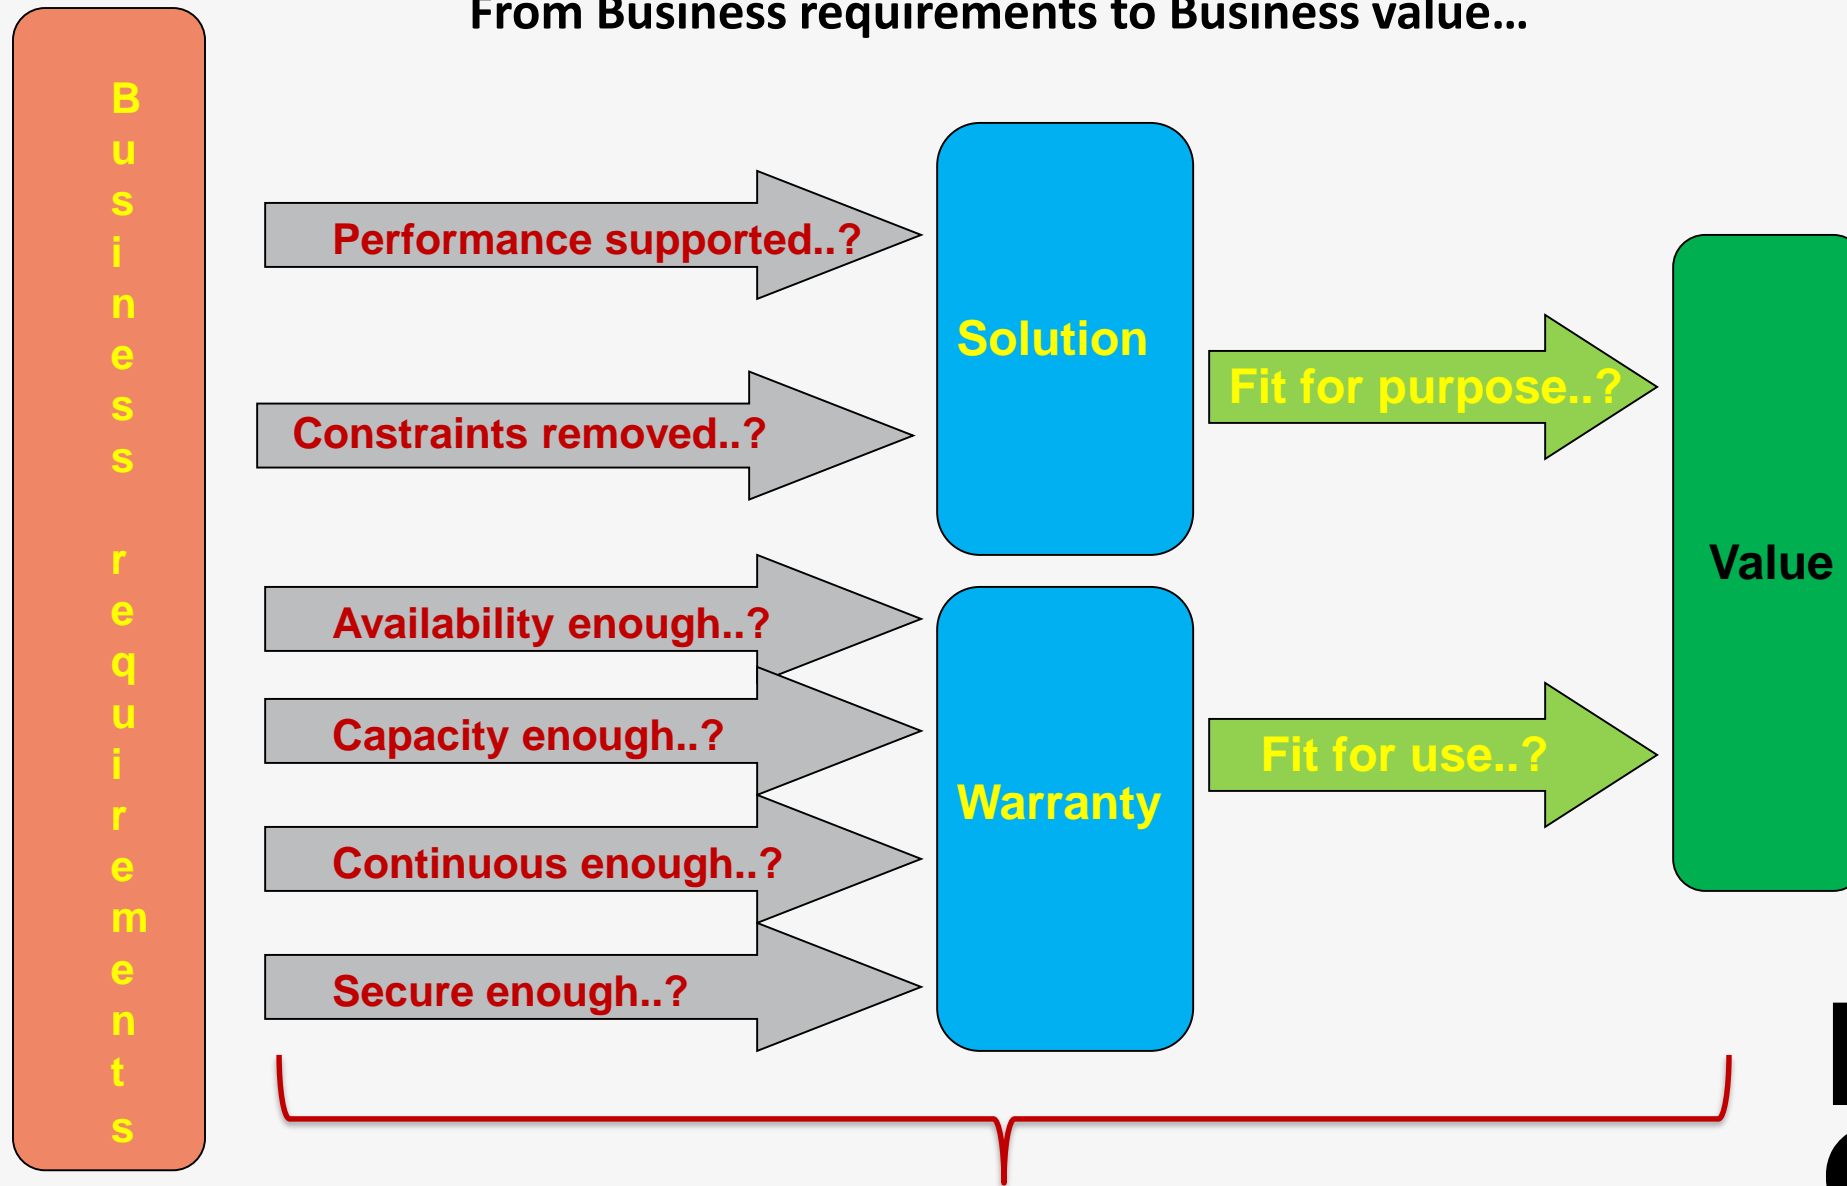 From Business requirements to Business value...
Business requirements
Performance supported..?
Constraints removed..?
Availability enough..?
Capacity enough..?
Continuous enough..?
Secure enough..?
Solution
Warranty
Fit for purpose..?
Fit for use..?
Value